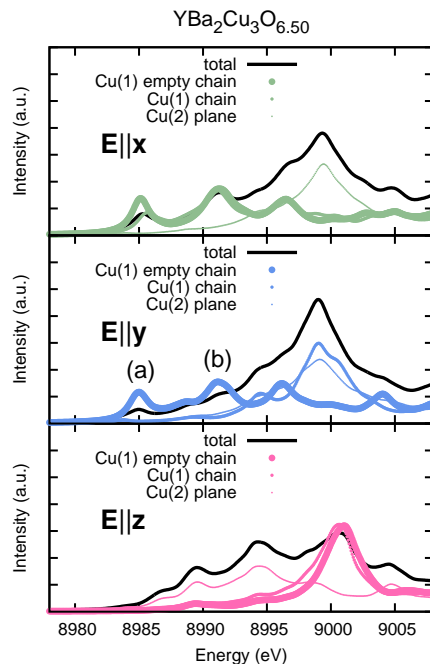 YBa2Cu3O6.50
Intensity (a.u.)
total
Cu(1) empty chain
Cu(1) chain
Cu(2) plane
E||x
Intensity (a.u.)
total
Cu(1) empty chain
Cu(1) chain
Cu(2) plane
E||y
(a)
(b)
Intensity (a.u.)
total
Cu(1) empty chain
Cu(1) chain
Cu(2) plane
E||z
8980 8985 8990 8995 9000 9005
Energy (eV)